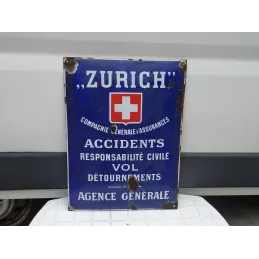 „ZURICH"
COMPAGNIE GÉNÉRALE D'ASSURANCES
ACCIDENTS
RESPONSABILITÉ CIVILE
VOL
DÉTOURNEMENTS
AGENCE GÉNÉRALE